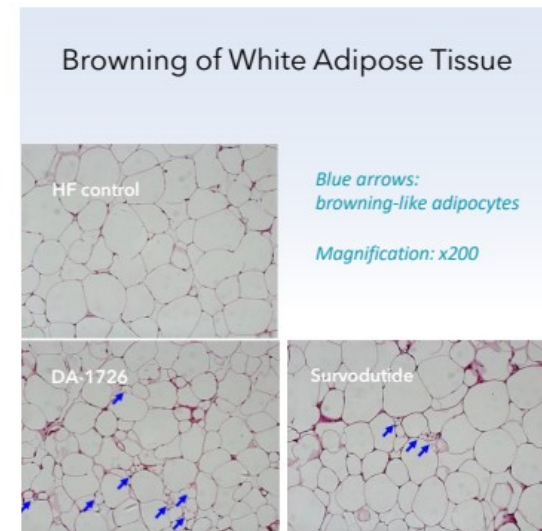 Browning of White Adipose Tissue
HF control
Blue arrows:
browning-like adipocytes
Magnification: x200
DA-1726
Survodutide